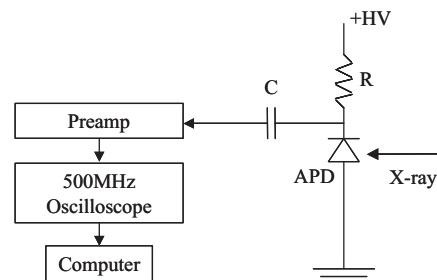 +HV
C
R
Preamp
APD
X-ray
500MHz
Oscilloscope
Computer